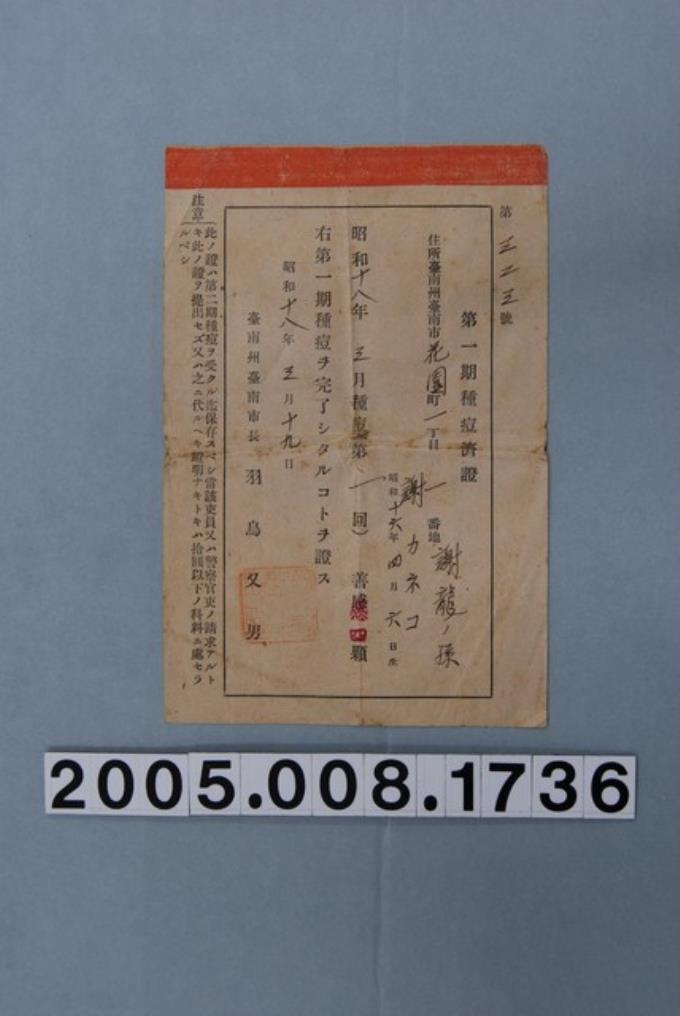 第三二三號
第一期種痘濟證
住所臺南州臺南市花園町一丁目一番地
謝龍ノ孫
謝カネコ
昭和十六年四月六日生
昭和十八年三月種痘(第一回)善感四顆
右第一期種痘ヲ完了シタルコトヲ證ス
昭和十八年三月十九日
臺南州臺南市長 羽鳥又男
注意
此ノ證ハ第二期種痘ヲ受クル迄保存スベシ當該吏員又ハ警察官吏ノ請求アルト
キ此ノ證ヲ提出セズ又ハ之ニ代ルベキ證明ナキトキハ拾圓以下ノ科料ニ處セラ
ルベシ
2005.008.1736